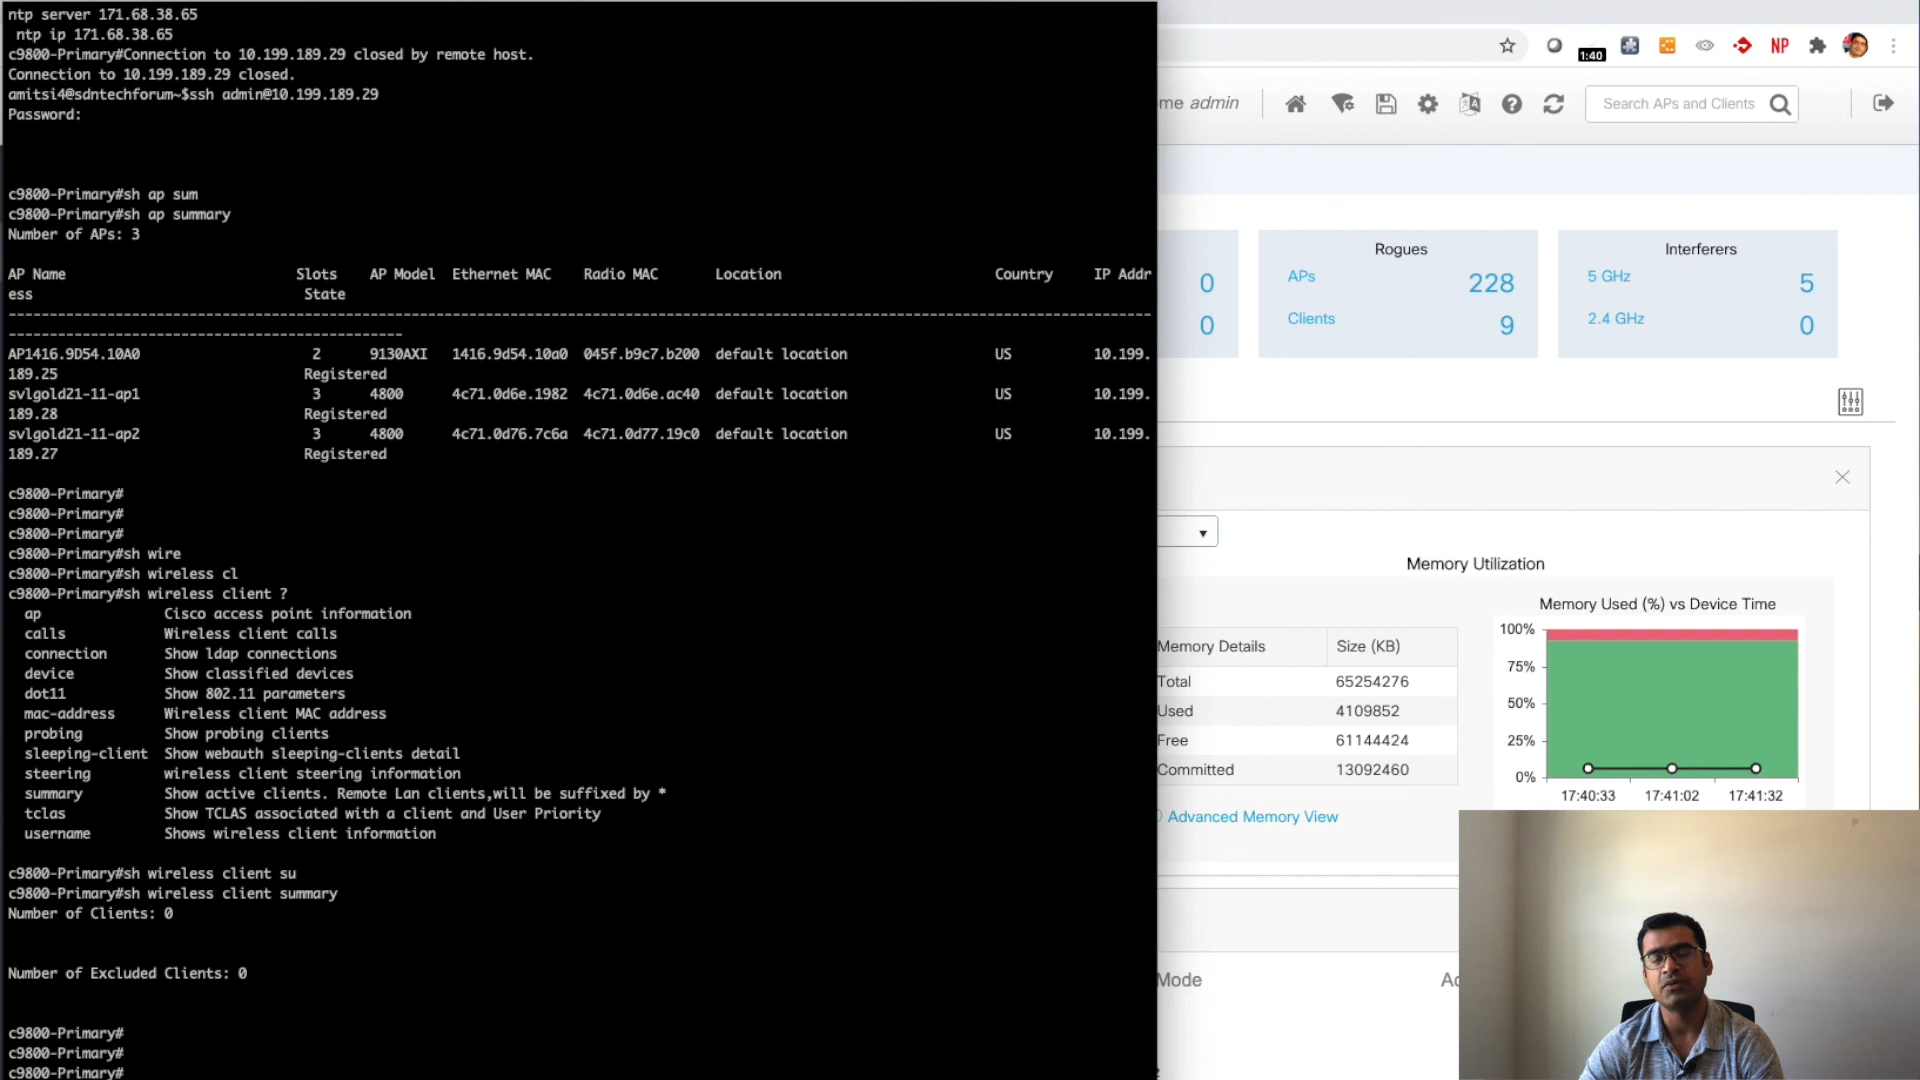 ntp server 171.68.38.65
ntp ip 171.68.38.65
c9800-Primary#Connection to 10.199.189.29 closed by remote host.
Connection to 10.199.189.29 closed.
amitsi4@sdntechforum~$ssh admin@10.199.189.29
Password:
c9800-Primary#sh ap sum
c9800-Primary#sh ap summary
Number of APs: 3
AP Name Slots AP Model Ethernet MAC Radio MAC Location Country IP Addr
ess State
--------------------------------------------------------------------------------------------------------------------------------------------
------------------------------------------------
AP1416.9D54.10A0 2 9130AXI 1416.9d54.10a0 045f.b9c7.b200 default location US 10.199.
189.25 Registered
svlgold21-11-ap1 3 4800 4c71.0d6e.1982 4c71.0d6e.ac40 default location US 10.199.
189.28 Registered
svlgold21-11-ap2 3 4800 4c71.0d76.7c6a 4c71.0d77.19c0 default location US 10.199.
189.27 Registered
c9800-Primary#
c9800-Primary#
c9800-Primary#
c9800-Primary#sh wire
c9800-Primary#sh wireless cl
c9800-Primary#sh wireless client ?
ap Cisco access point information
calls Wireless client calls
connection Show ldap connections
device Show classified devices
dot11 Show 802.11 parameters
mac-address Wireless client MAC address
probing Show probing clients
sleeping-client Show webauth sleeping-clients detail
steering wireless client steering information
summary Show active clients. Remote Lan clients,will be suffixed by *
tclas Show TCLAS associated with a client and User Priority
username Shows wireless client information
c9800-Primary#sh wireless client su
c9800-Primary#sh wireless client summary
Number of Clients: 0
Number of Excluded Clients: 0
c9800-Primary#
c9800-Primary#
c9800-Primary#
1:40
NP
me admin
Search APs and Clients
0
0
Rogues
APs 228
Clients 9
Interferers
5 GHz 5
2.4 GHz 0
Memory Utilization
Memory Details Size (KB)
Total 65254276
Used 4109852
Free 61144424
Committed 13092460
Advanced Memory View
Memory Used (%) vs Device Time
100%
75%
50%
25%
0%
17:40:33 17:41:02 17:41:32
Mode